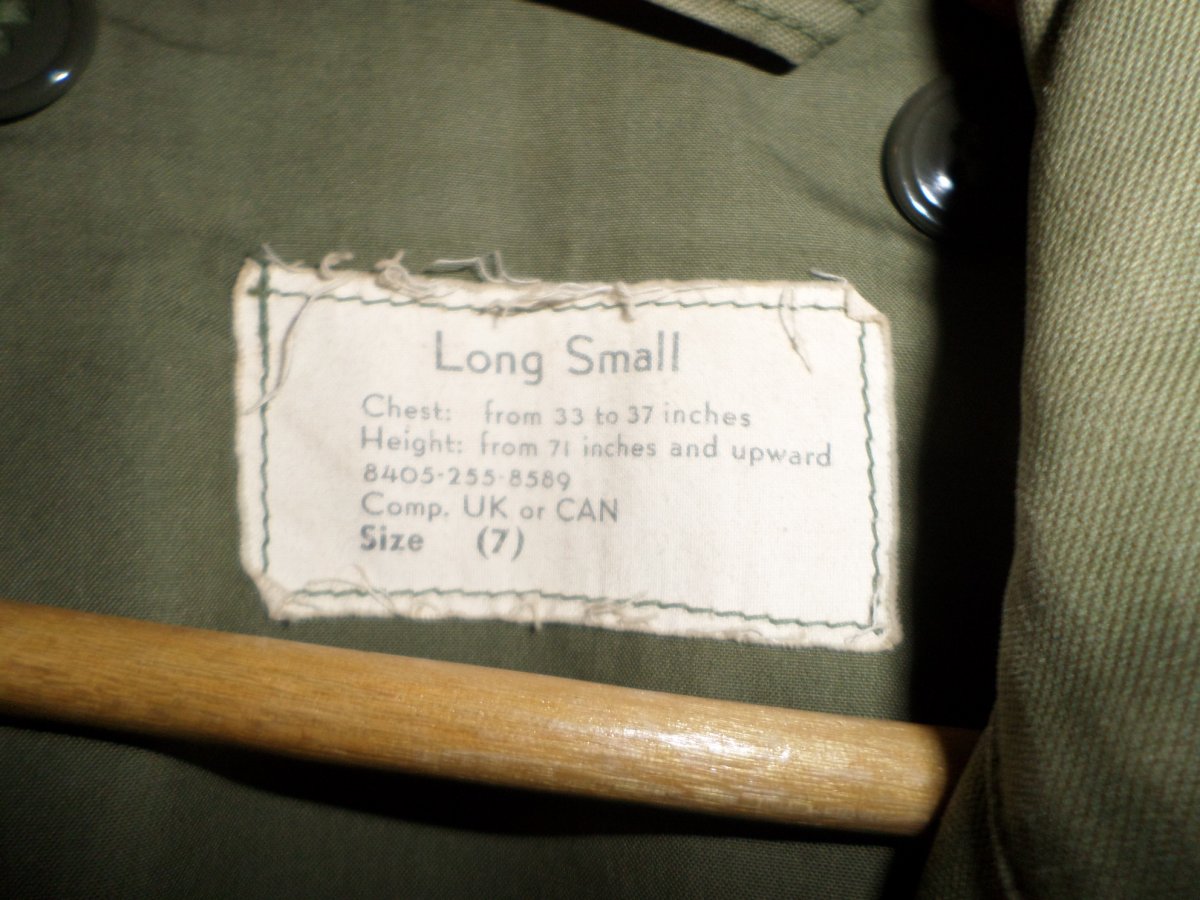 Long Small
Chest: from 33 to 37 inches
Height: from 71 inches and upward
8405-255-8589
Comp. UK or CAN
Size (7)